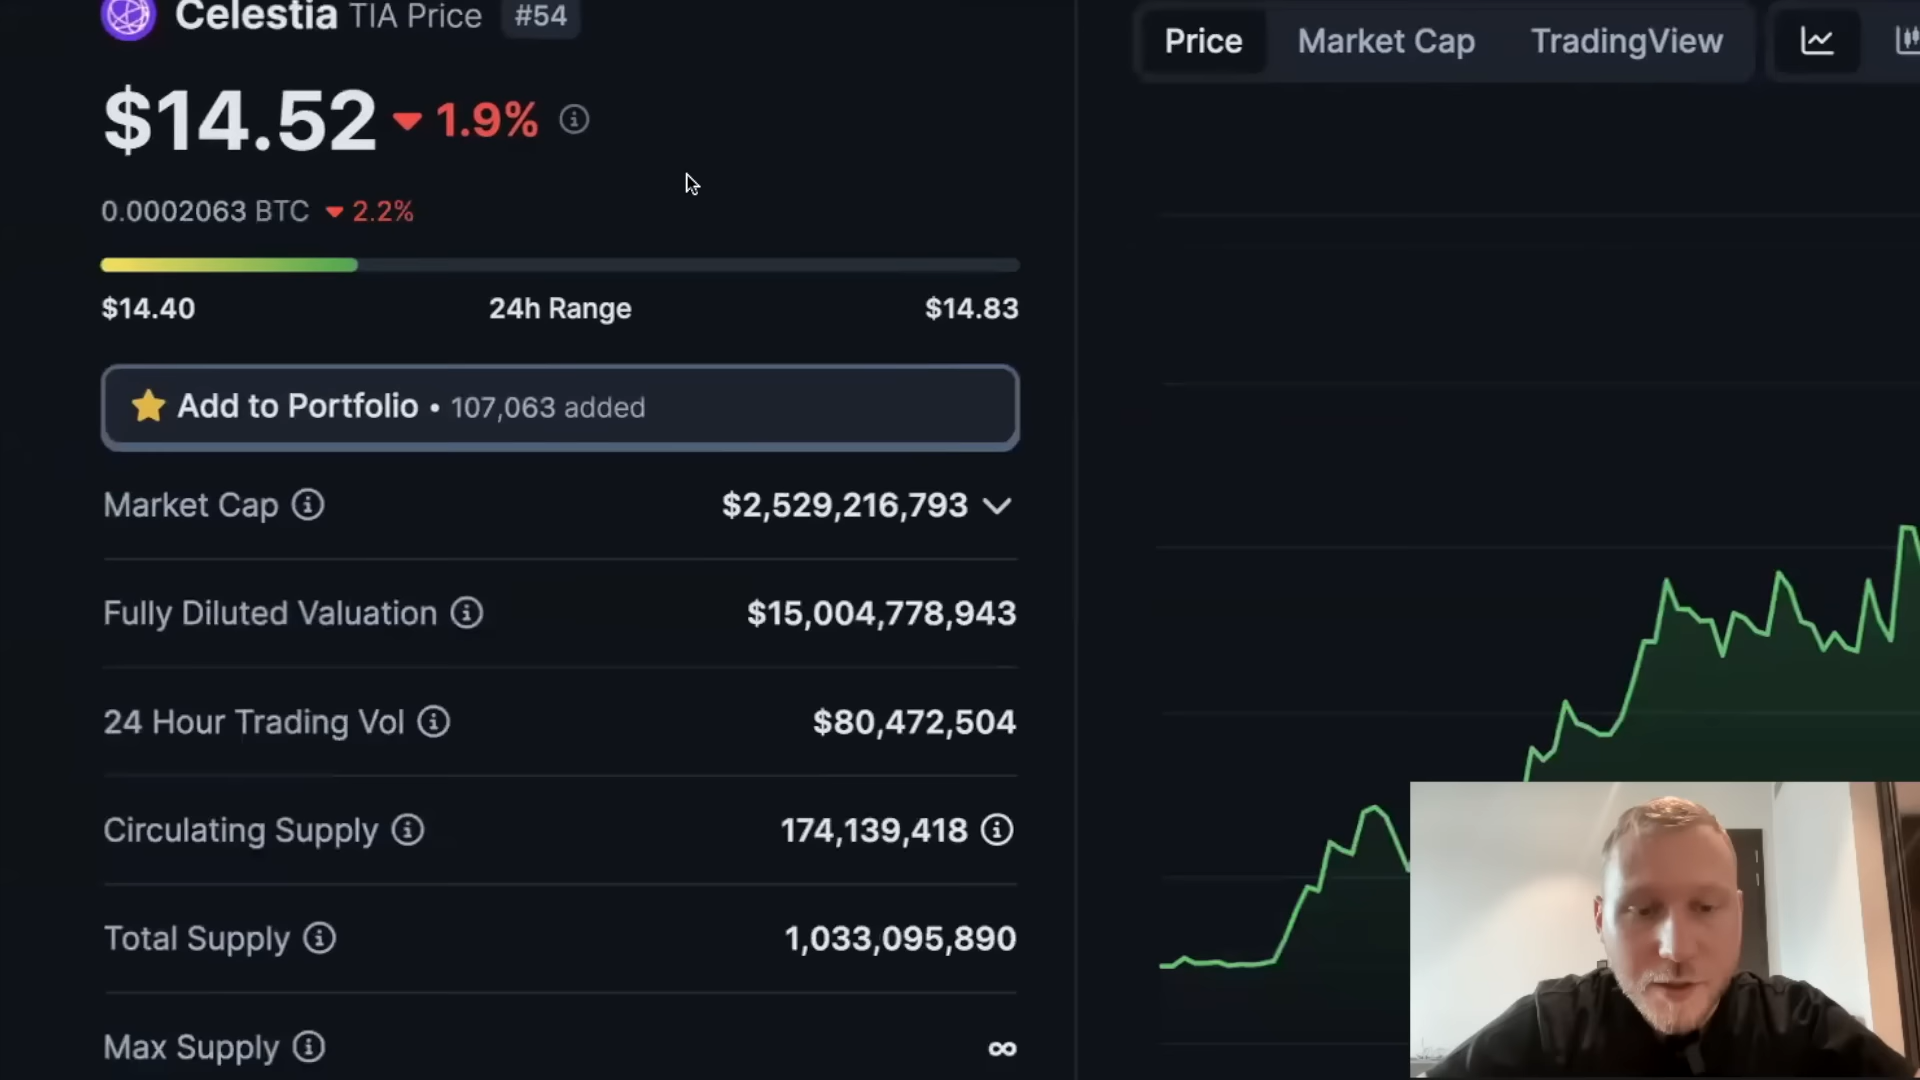 Celestia TIA Price #54
$14.52 1.9%
0.0002063 BTC 2.2%
$14.40 24h Range $14.83
Add to Portfolio • 107,063 added
Market Cap $2,529,216,793
Fully Diluted Valuation $15,004,778,943
24 Hour Trading Vol $80,472,504
Circulating Supply 174,139,418
Total Supply 1,033,095,890
Max Supply ∞
Price Market Cap TradingView